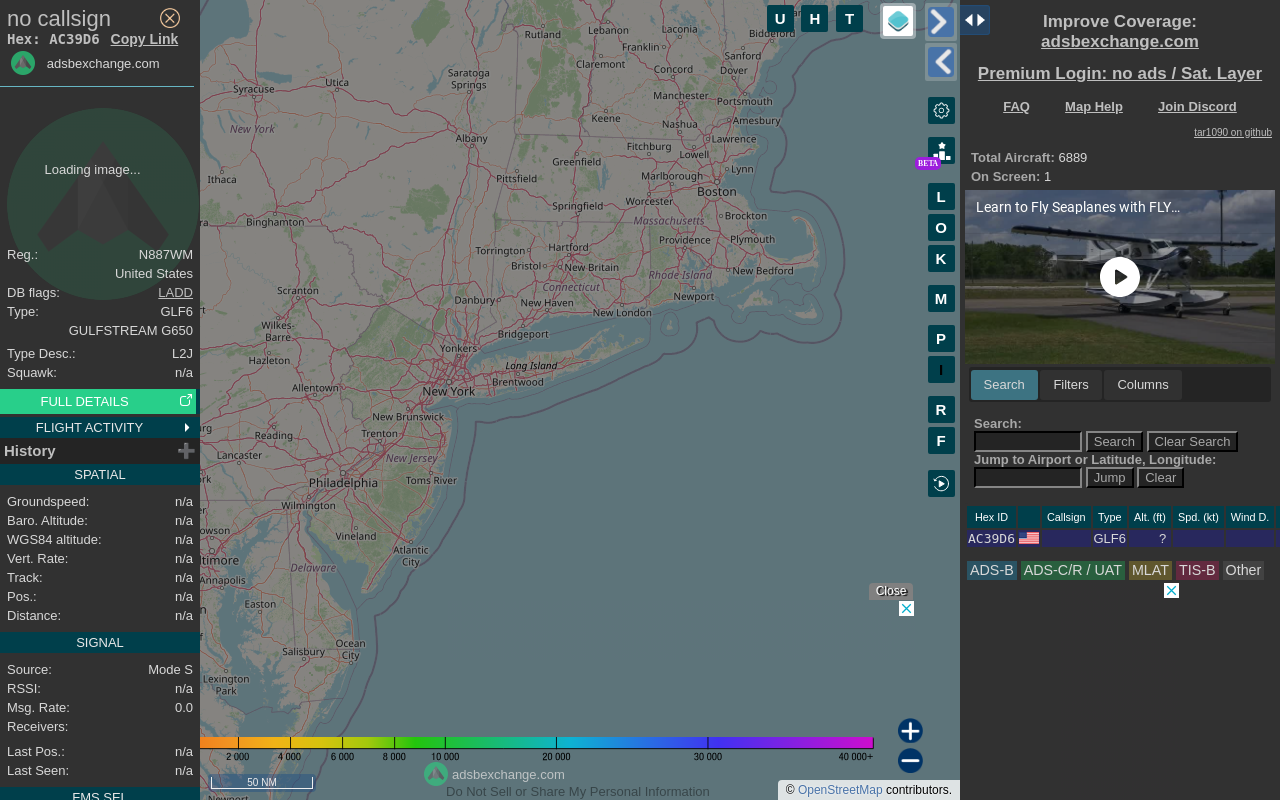 no callsign
Hex: AC39D6 Copy Link
adsbexchange.com
Loading image...
Reg.: N887WM
United States
DB flags: LADD
Type: GLF6
GULFSTREAM G650
Type Desc.: L2J
Squawk: n/a
FULL DETAILS
FLIGHT ACTIVITY
History
SPATIAL
Groundspeed: n/a
Baro. Altitude: n/a
WGS84 altitude: n/a
Vert. Rate: n/a
Track: n/a
Pos.: n/a
Distance: n/a
SIGNAL
Source: Mode S
RSSI: n/a
Msg. Rate: 0.0
Receivers:
Last Pos.: n/a
Last Seen: n/a
FMS SEL
U H T
L
O
K
M
P
I
R
F
BETA
Rutland
Lebanon
Laconia
Franklin
Biddeford
Claremont
Concord
Sanford
Dover
Utica
Saratoga
Springs
Syracuse
Manchester
Portsmouth
Keene
Nashua
Amesbury
New York
Albany
Fitchburg
Lowell
Lawrence
Greenfield
Lynn
Ithaca
Pittsfield
Marlborough
Boston
Worcester
Springfield
Massachusetts
Brockton
Binghamton
Torrington
Hartford
Providence
Plymouth
Bristol
New Britain
Rhode Island
New Bedford
Connecticut
Scranton
Danbury
New Haven
Newport
New London
Wilkes-
Barre
Bridgeport
Yonkers
Hazleton
Long Island
Brentwood
Allentown
New York
New Brunswick
Reading
Trenton
Lancaster
New Jersey
Philadelphia
Toms River
Wilmington
Vineland
Atlantic
City
Annapolis
Delaware
Easton
Ocean
City
Salisbury
Lexington
Park
Newport
Close
2 000 4 000 6 000 8 000 10 000 20 000 30 000 40 000+
50 NM
adsbexchange.com
Do Not Sell or Share My Personal Information
© OpenStreetMap contributors.
Improve Coverage:
adsbexchange.com
Premium Login: no ads / Sat. Layer
FAQ Map Help Join Discord
tar1090 on github
Total Aircraft: 6889
On Screen: 1
Learn to Fly Seaplanes with FLY...
Search Filters Columns
Search:
Search Clear Search
Jump to Airport or Latitude, Longitude:
Jump Clear
Hex ID Callsign Type Alt. (ft) Spd. (kt) Wind D.
AC39D6 GLF6 ?
ADS-B ADS-C/R / UAT MLAT TIS-B Other